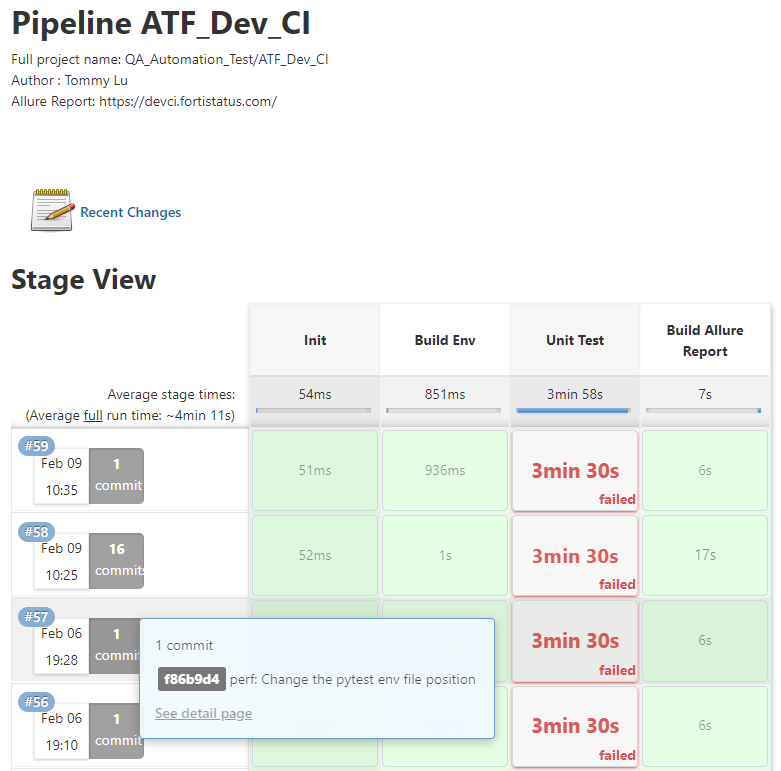 Pipeline ATF_Dev_CI
Full project name: QA_Automation_Test/ATF_Dev_CI
Author : Tommy Lu
Allure Report: https://devci.fortistatus.com/
Recent Changes
Stage View
Init
Build Env
Unit Test
Build Allure
Report
Average stage times:
(Average full run time: ~4min 11s)
54ms
851ms
3min 58s
7s
#59
Feb 09
10:35
1
commit
51ms
936ms
3min 30s
failed
6s
#58
Feb 09
10:25
16
commits
52ms
1s
3min 30s
failed
17s
#57
Feb 06
19:28
1
commit
3min 30s
failed
6s
1 commit
f86b9d4 perf: Change the pytest env file position
See detail page
#56
Feb 06
19:10
1
commit
3min 30s
failed
6s